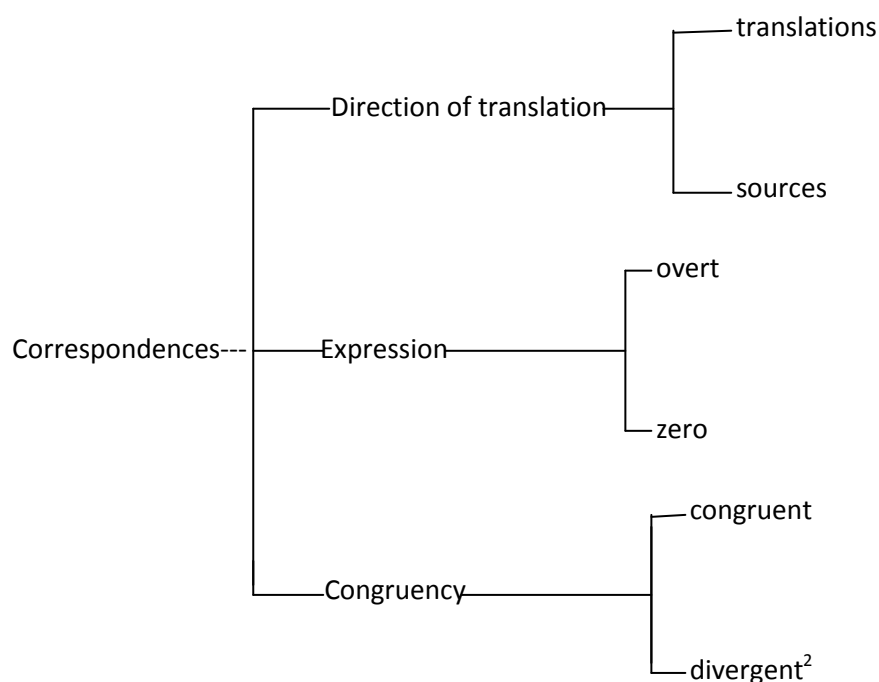 translations
Direction of translation
sources
overt
Correspondences---
Expression
zero
congruent
Congruency
divergent²